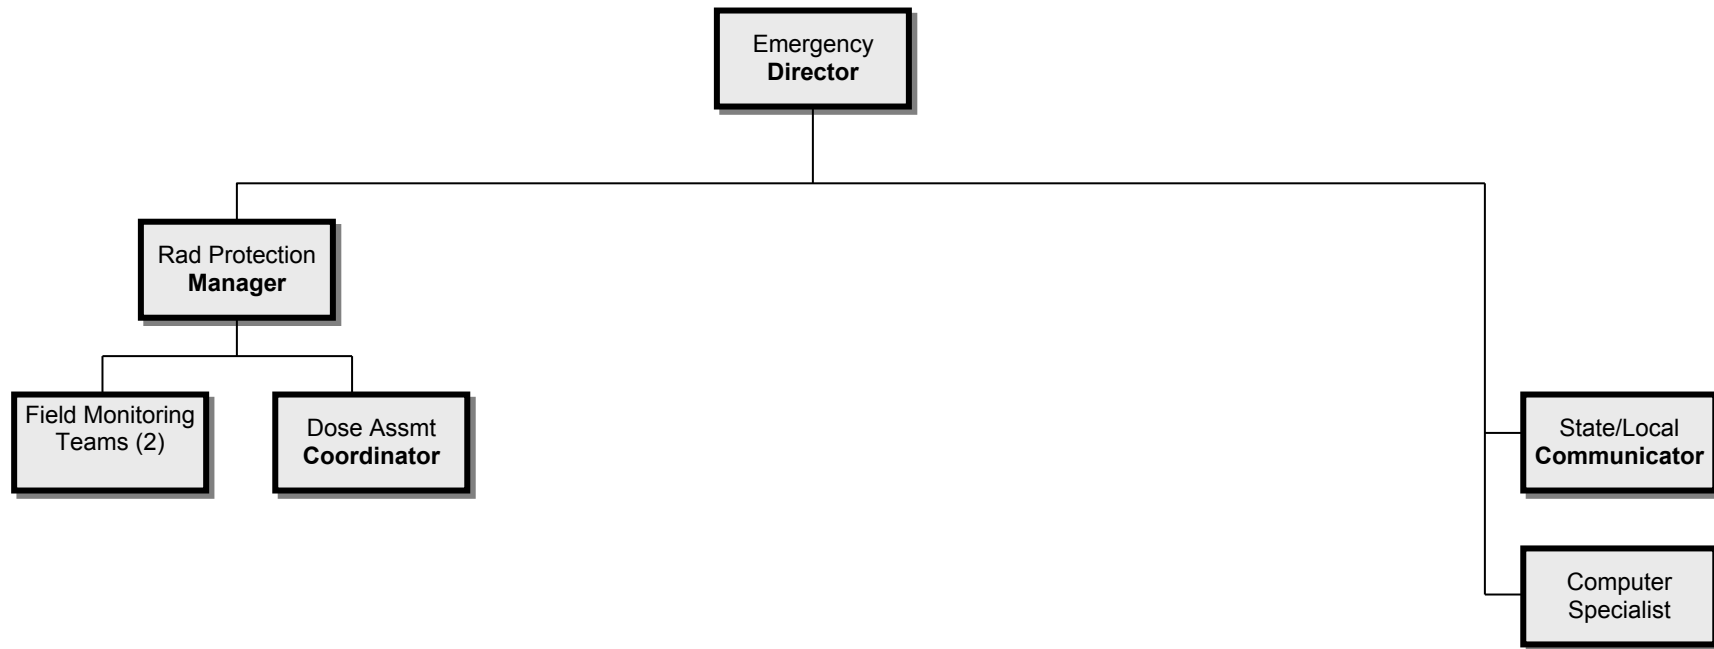 Emergency
Director
Rad Protection
Manager
Field Monitoring
Teams (2)
Dose Assmt
Coordinator
State/Local
Communicator
Computer
Specialist